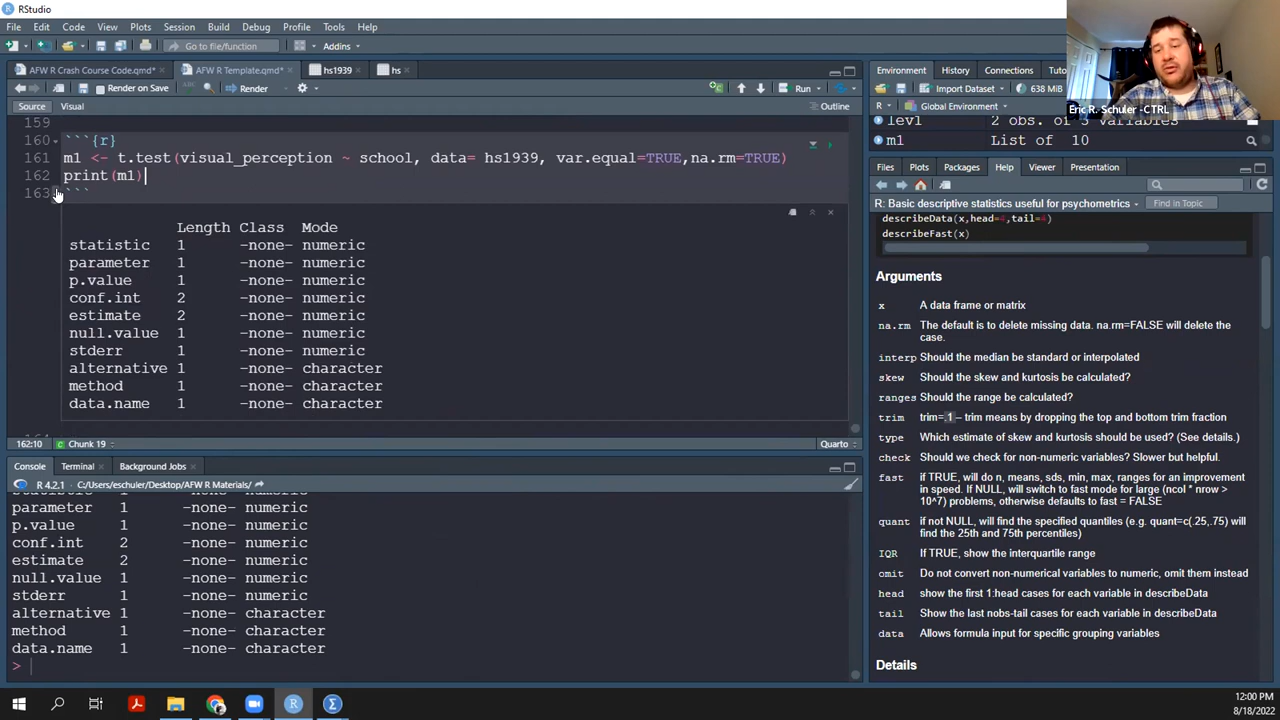 RStudio
File Edit Code View Plots Session Build Debug Profile Tools Help
Go to file/function
Addins
AFW R Crash Course Code.qmd*
AFW R Template.qmd*
hs1939
hs
Render on Save
Render
Run
Source
Visual
Outline
159
160 ```{r}
161 m1 <- t.test(visual_perception ~ school, data= hs1939, var.equal=TRUE,na.rm=TRUE)
162 print(m1)
163 ```
Length Class Mode
statistic 1 -none- numeric
parameter 1 -none- numeric
p.value 1 -none- numeric
conf.int 2 -none- numeric
estimate 2 -none- numeric
null.value 1 -none- numeric
stderr 1 -none- numeric
alternative 1 -none- character
method 1 -none- character
data.name 1 -none- character
162:10 Chunk 19 Quarto
Console Terminal Background Jobs
R 4.2.1 · C:/Users/eschuler/Desktop/AFW R Materials/
parameter 1 -none- numeric
p.value 1 -none- numeric
conf.int 2 -none- numeric
estimate 2 -none- numeric
null.value 1 -none- numeric
stderr 1 -none- numeric
alternative 1 -none- character
method 1 -none- character
data.name 1 -none- character
>
Environment History Connections Tuto
Import Dataset 638 MiB
R Global Environment
lev1 2 obs. of 3 variables
m1 List of 10
Eric R. Schuler -CTRL
Files Plots Packages Help Viewer Presentation
R: Basic descriptive statistics useful for psychometrics
Find in Topic
describeData(x,head=4,tail=4)
describeFast(x)
Arguments
x A data frame or matrix
na.rm The default is to delete missing data. na.rm=FALSE will delete the
case.
interp Should the median be standard or interpolated
skew Should the skew and kurtosis be calculated?
ranges Should the range be calculated?
trim trim=.1 – trim means by dropping the top and bottom trim fraction
type Which estimate of skew and kurtosis should be used? (See details.)
check Should we check for non-numeric variables? Slower but helpful.
fast if TRUE, will do n, means, sds, min, max, ranges for an improvement
in speed. If NULL, will switch to fast mode for large (ncol * nrow >
10^7) problems, otherwise defaults to fast = FALSE
quant if not NULL, will find the specified quantiles (e.g. quant=c(.25,.75) will
find the 25th and 75th percentiles)
IQR If TRUE, show the interquartile range
omit Do not convert non-numerical variables to numeric, omit them instead
head show the first 1:head cases for each variable in describeData
tail Show the last nobs-tail cases for each variable in describeData
data Allows formula input for specific grouping variables
Details
12:00 PM
8/18/2022